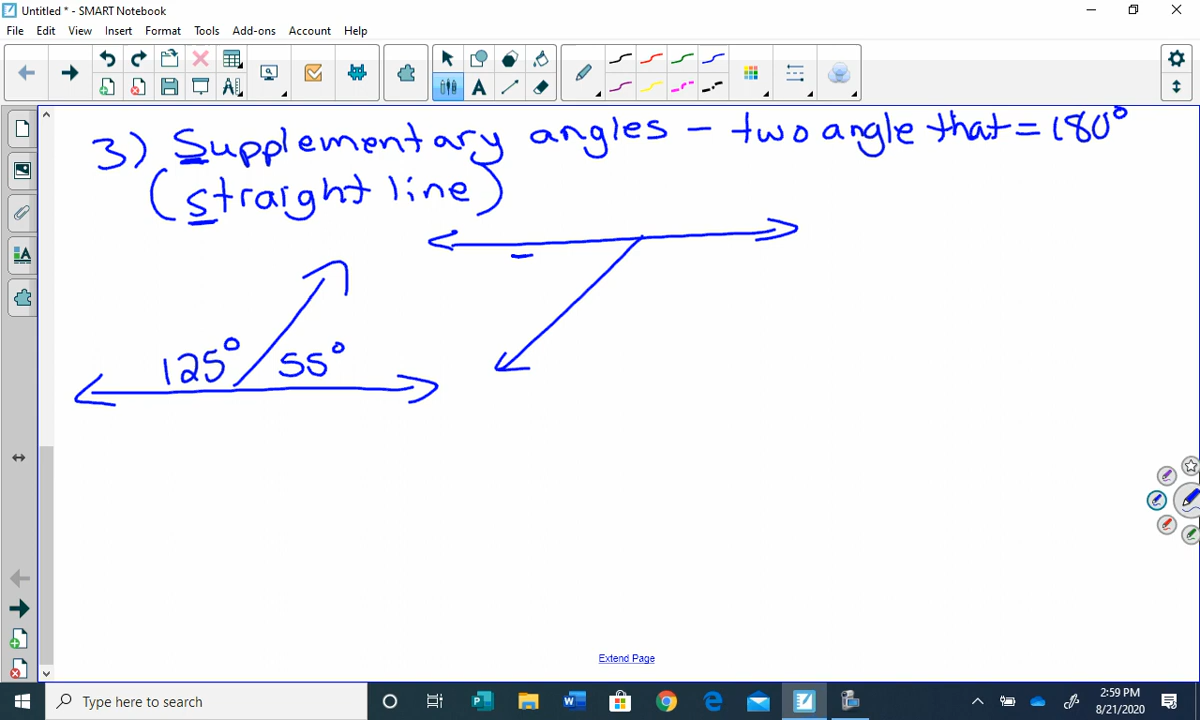 Untitled * - SMART Notebook
File Edit View Insert Format Tools Add-ons Account Help
3) Supplementary angles - two angle that = 180°
(straight line)
125° 55°
Extend Page
Type here to search
2:59 PM
8/21/2020